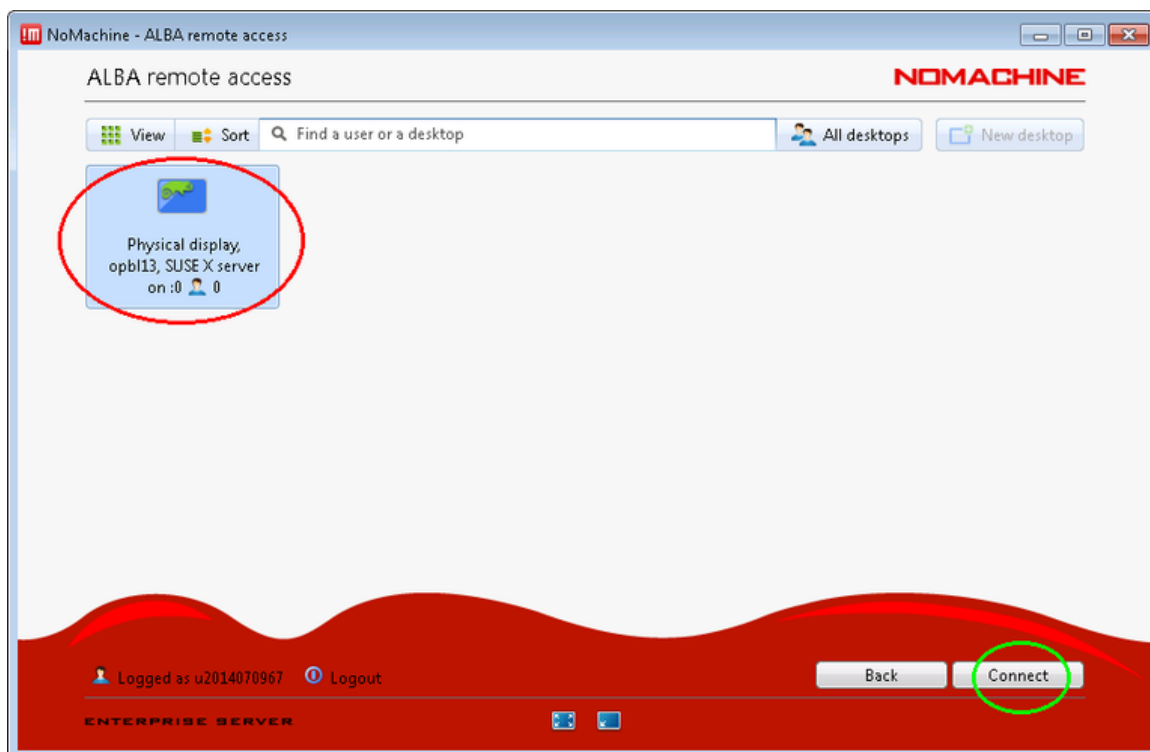 !M NoMachine - ALBA remote access
ALBA remote access
NOMACHINE
View Sort Find a user or a desktop All desktops New desktop
Physical display,
opbl13, SUSE X server
on :0 0
Logged as u2014070967 Logout Back Connect
ENTERPRISE SERVER